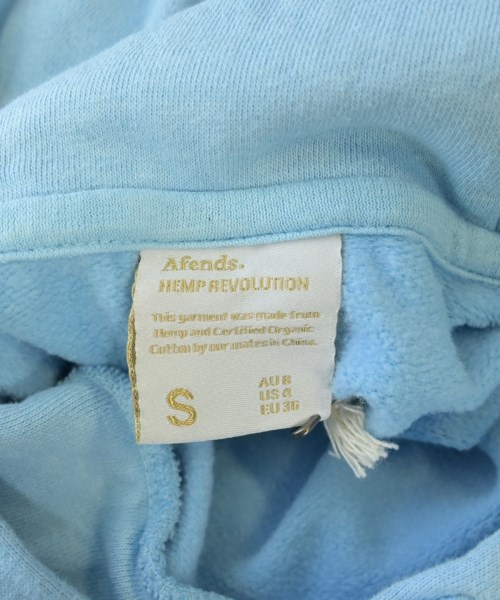 Afends.
HEMP REVOLUTION
This garment was made from
Hemp and Certified Organic
Cotton by our mates in China.
S
AU 8
US 4
EU 36